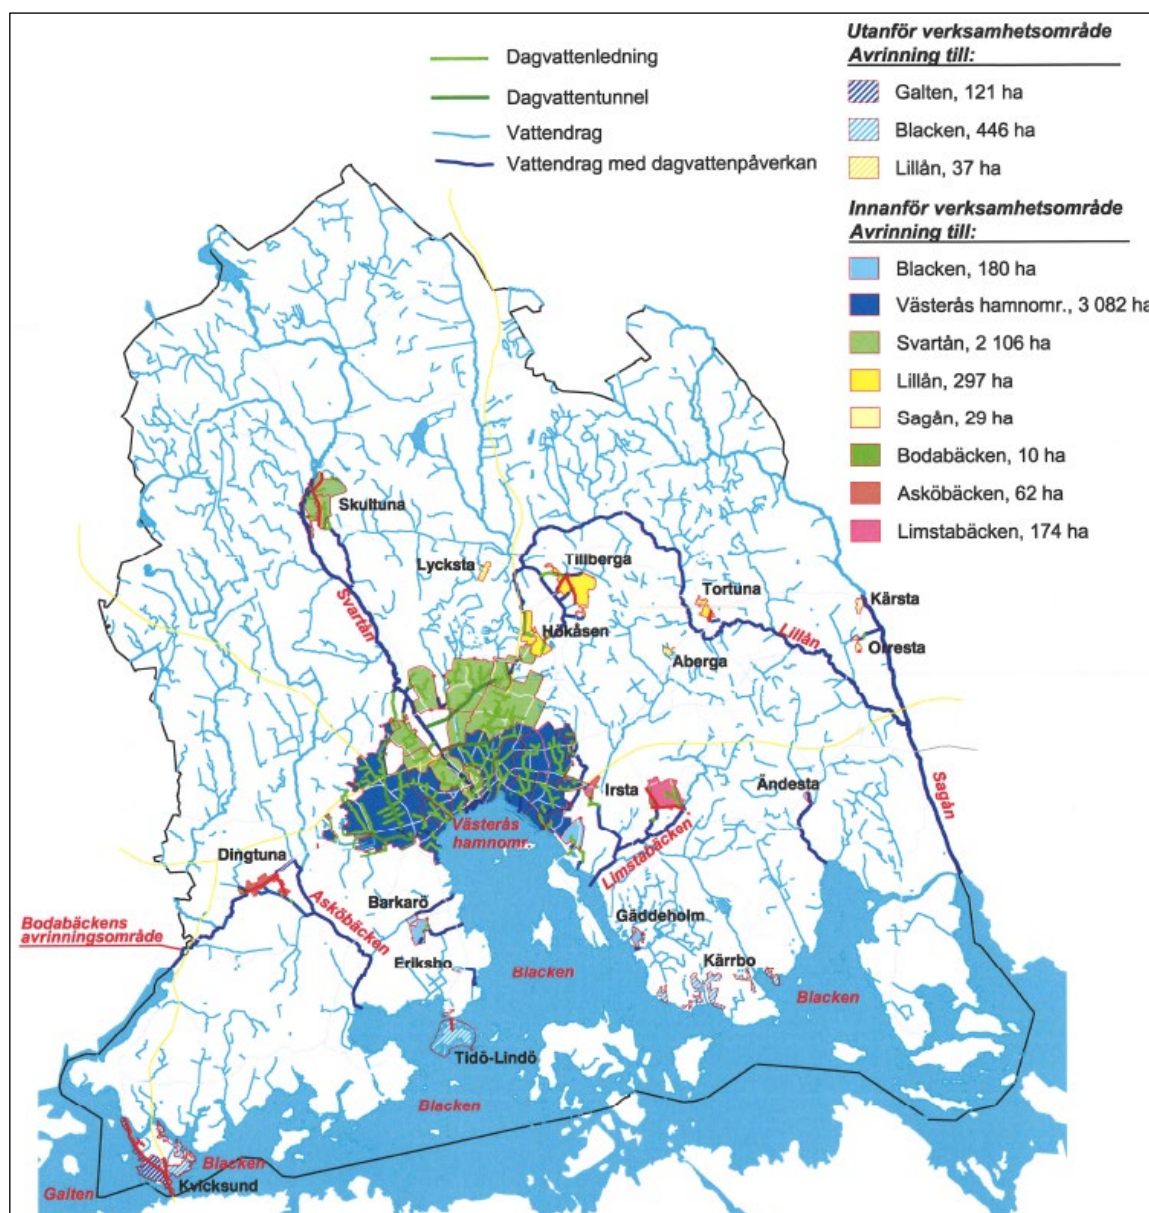 Dagvattenledning
Dagvattentunnel
Vattendrag
Vattendrag med dagvattenpåverkan
Utanför verksamhetsområde
Avrinning till:
Galten, 121 ha
Blacken, 446 ha
Lillån, 37 ha
Innanför verksamhetsområde
Avrinning till:
Blacken, 180 ha
Västerås hamnomr., 3 082 ha
Svartån, 2 106 ha
Lillån, 297 ha
Sagån, 29 ha
Bodabäcken, 10 ha
Asköbäcken, 62 ha
Limstabäcken, 174 ha
Skultuna
Lycksta
Tillberga
Tortuna
Kärsta
Svartån
Hökåsen
Lillån
Orresta
Aberga
Irsta
Ändesta
Sagån
Västerås
hamnomr.
Limstabäcken
Dingtuna
Asköbäcken
Barkarö
Gäddeholm
Bodabäckens
avrinningsområde
Eriksbo
Blacken
Kärrbo
Blacken
Tidö-Lindö
Blacken
Blacken
Kvicksund
Galten